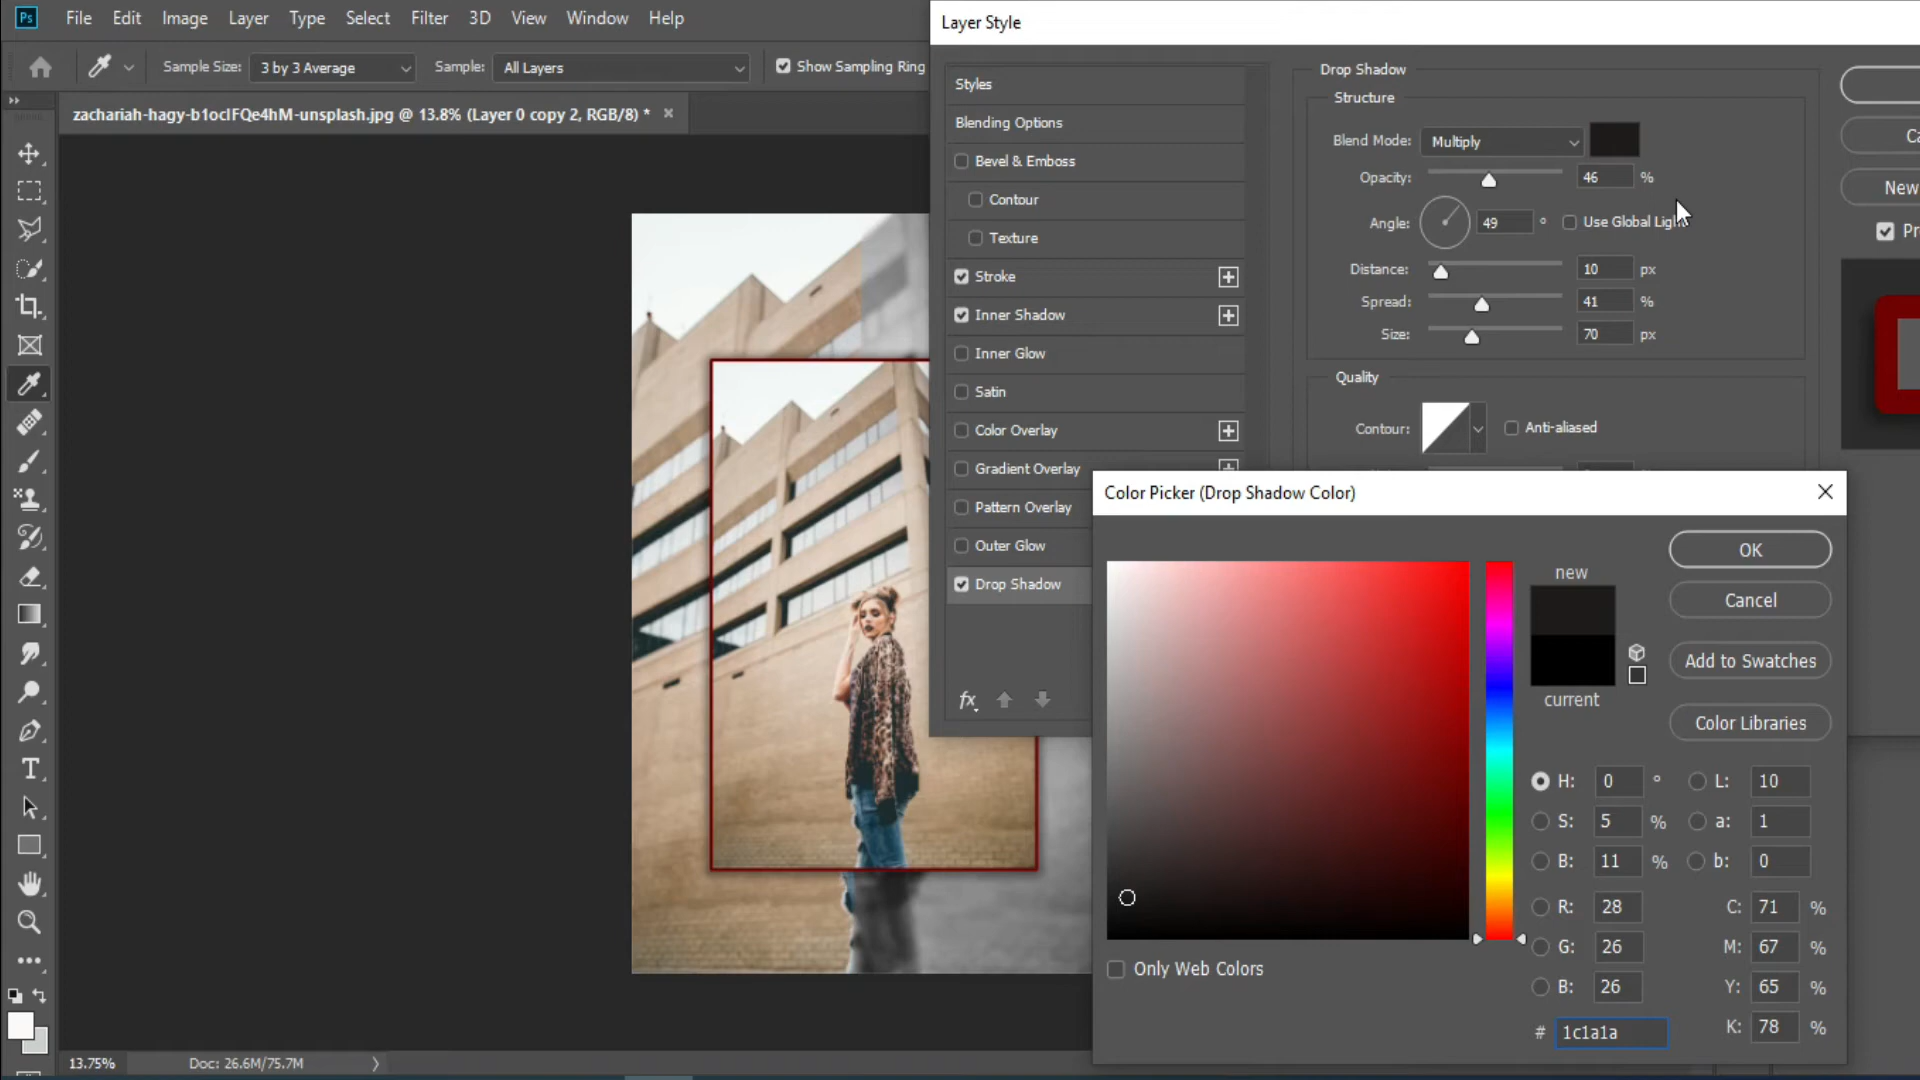 Ps File Edit Image Layer Type Select Filter 3D View Window Help
Layer Style
Sample Size: 3 by 3 Average Sample: All Layers Show Sampling Ring
zachariah-hagy-b1oclFQe4hM-unsplash.jpg @ 13.8% (Layer 0 copy 2, RGB/8) *
Styles
Blending Options
Bevel & Emboss
Contour
Texture
Stroke
Inner Shadow
Inner Glow
Satin
Color Overlay
Gradient Overlay
Pattern Overlay
Outer Glow
Drop Shadow
fx
Drop Shadow
Structure
Blend Mode: Multiply
Opacity: 46 %
Angle: 49 ° Use Global Light
Distance: 10 px
Spread: 41 %
Size: 70 px
Quality
Contour: Anti-aliased
New
Color Picker (Drop Shadow Color)
new
current
OK
Cancel
Add to Swatches
Color Libraries
H: 0 ° L: 10
S: 5 % a: 1
B: 11 % b: 0
R: 28 C: 71 %
G: 26 M: 67 %
B: 26 Y: 65 %
# 1c1a1a K: 78 %
Only Web Colors
13.75% Doc: 26.6M/75.7M